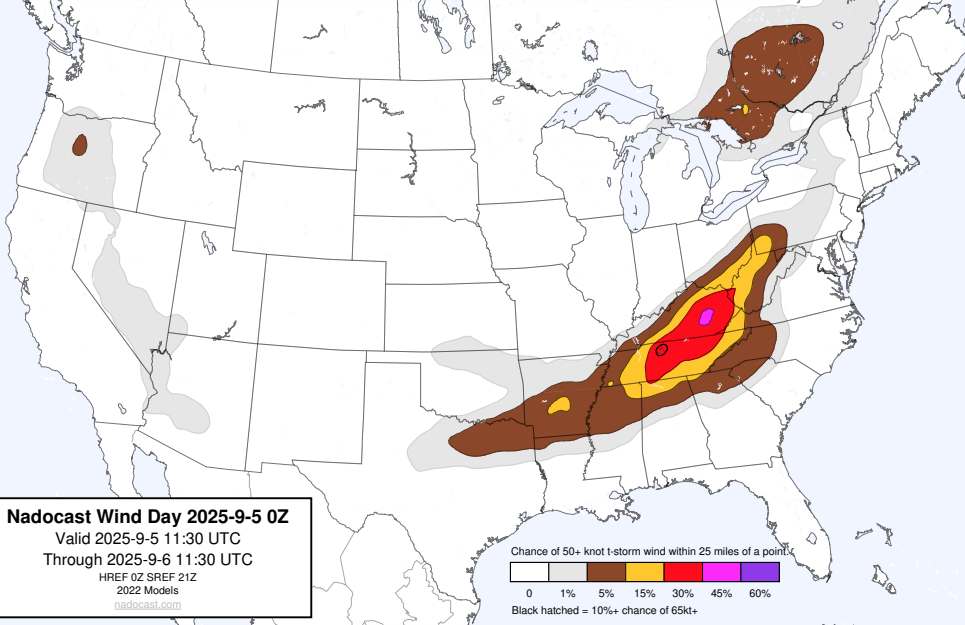 Nadocast Wind Day 2025-9-5 0Z
Valid 2025-9-5 11:30 UTC
Through 2025-9-6 11:30 UTC
HREF 0Z SREF 21Z
2022 Models
nadocast.com
Chance of 50+ knot t-storm wind within 25 miles of a point.
0 1% 5% 15% 30% 45% 60%
Black hatched = 10%+ chance of 65kt+